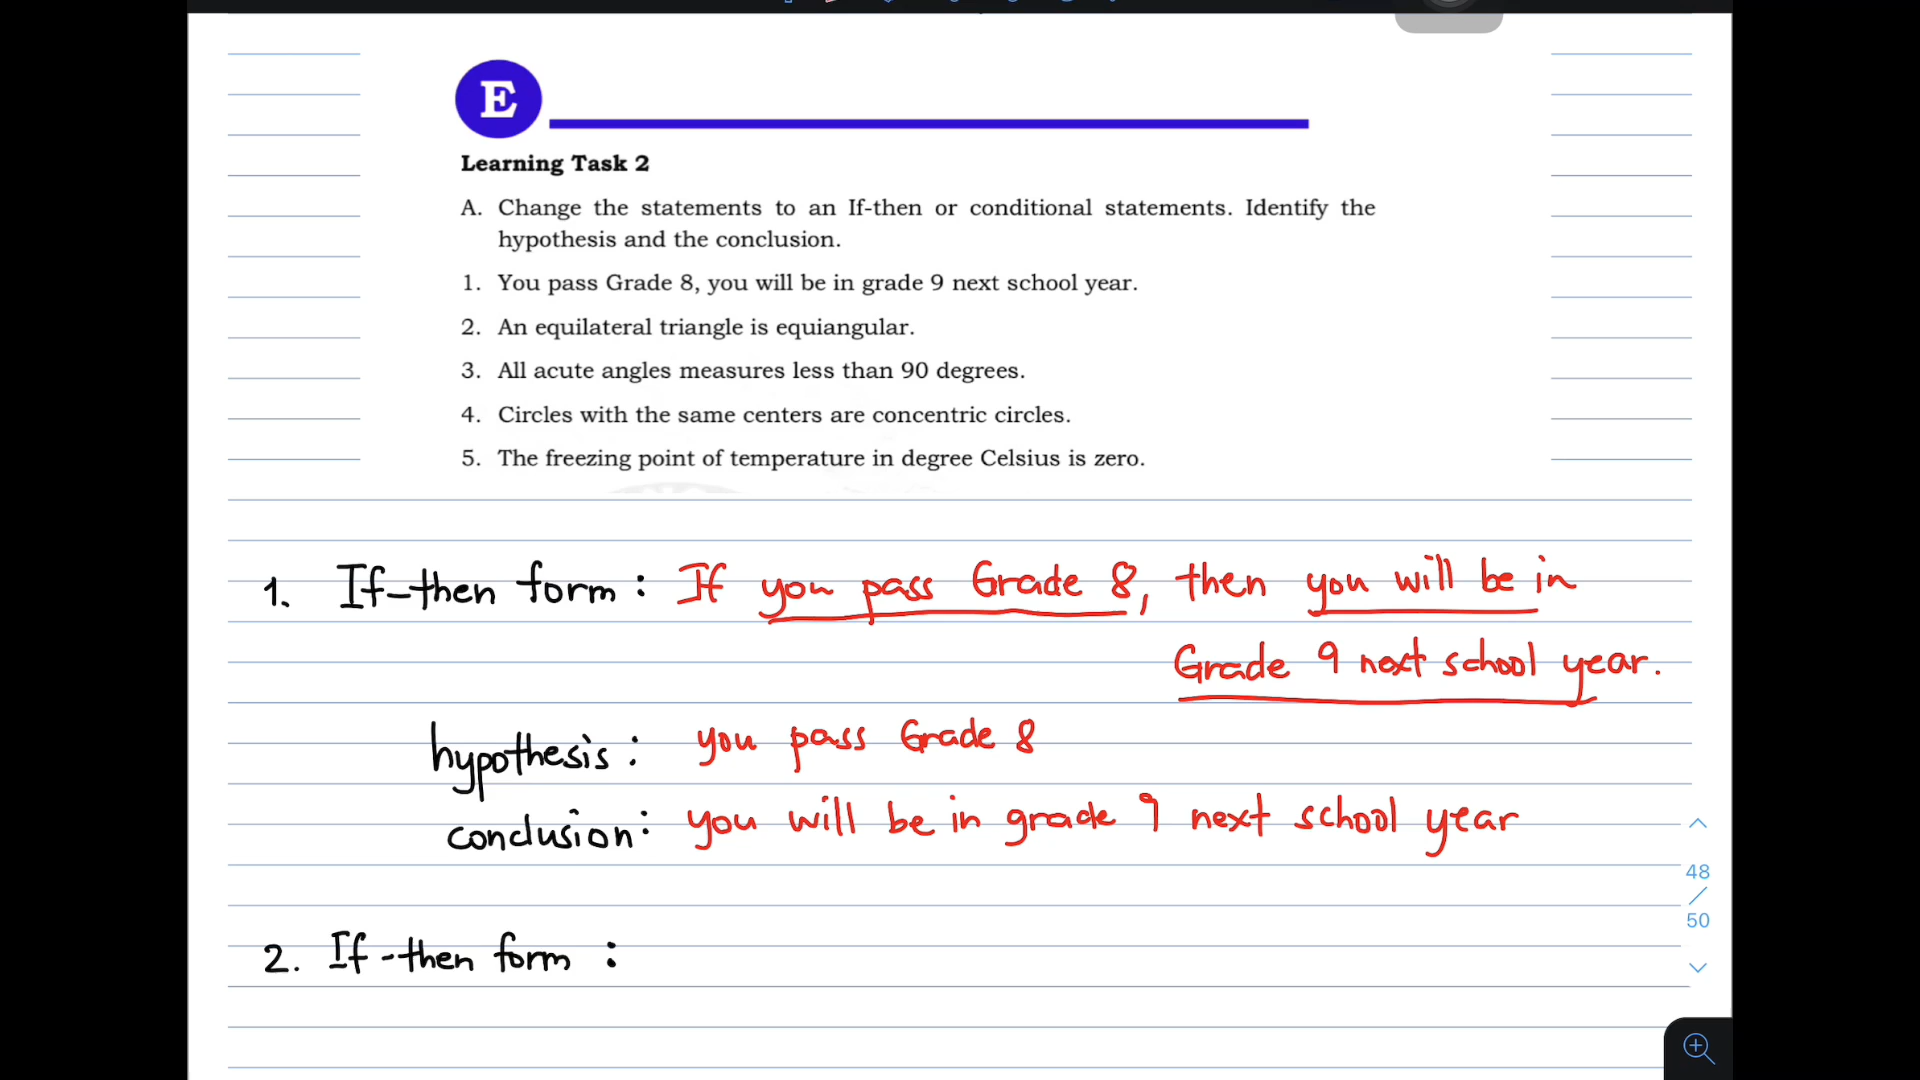 E
Learning Task 2
A. Change the statements to an If-then or conditional statements. Identify the
hypothesis and the conclusion.
1. You pass Grade 8, you will be in grade 9 next school year.
2. An equilateral triangle is equiangular.
3. All acute angles measures less than 90 degrees.
4. Circles with the same centers are concentric circles.
5. The freezing point of temperature in degree Celsius is zero.
1. If-then form: If you pass Grade 8, then you will be in
Grade 9 next school year.
hypothesis: you pass Grade 8
conclusion: you will be in grade 9 next school year
48
/
50
2. If-then form :